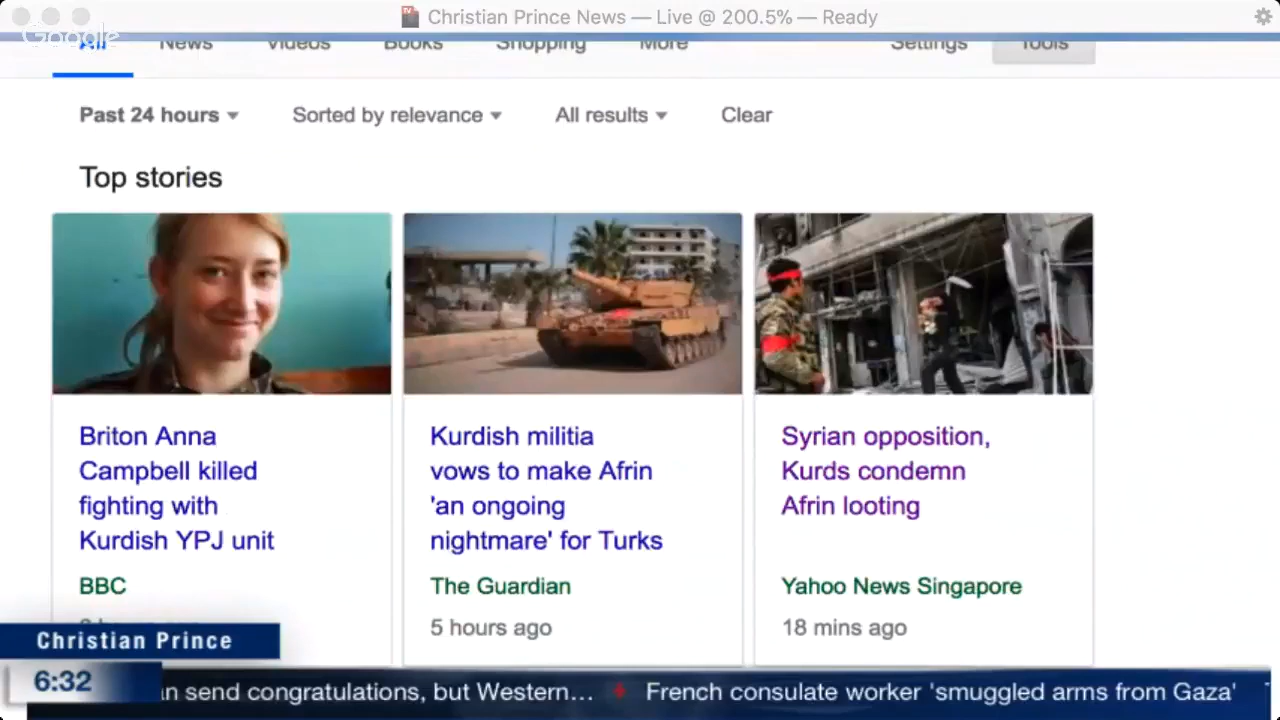 Christian Prince News — Live @ 200.5% — Ready
Google
All News Videos Books Shopping More Settings Tools
Past 24 hours Sorted by relevance All results Clear
Top stories
Briton Anna
Campbell killed
fighting with
Kurdish YPJ unit
BBC
Kurdish militia
vows to make Afrin
'an ongoing
nightmare' for Turks
The Guardian
5 hours ago
Syrian opposition,
Kurds condemn
Afrin looting
Yahoo News Singapore
18 mins ago
Christian Prince
6:32
send congratulations, but Western... French consulate worker 'smuggled arms from Gaza'